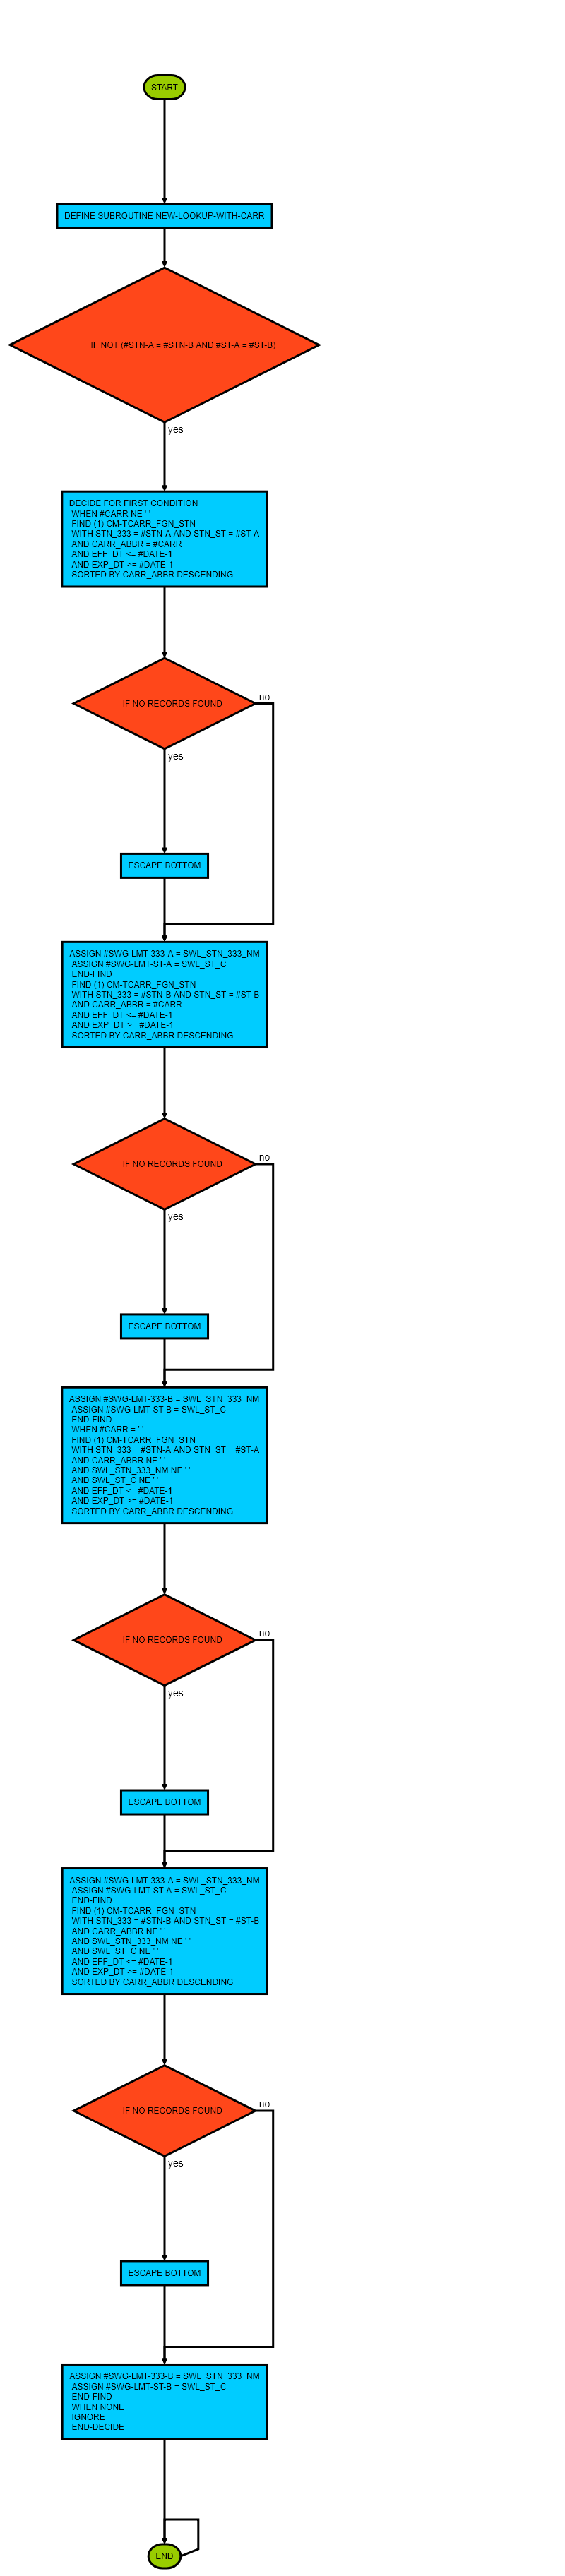 START
DEFINE SUBROUTINE NEW-LOOKUP-WITH-CARR
IF NOT (#STN-A = #STN-B AND #ST-A = #ST-B)
yes
DECIDE FOR FIRST CONDITION
WHEN #CARR NE ' '
FIND (1) CM-TCARR_FGN_STN
WITH STN_333 = #STN-A AND STN_ST = #ST-A
AND CARR_ABBR = #CARR
AND EFF_DT <= #DATE-1
AND EXP_DT >= #DATE-1
SORTED BY CARR_ABBR DESCENDING
no
IF NO RECORDS FOUND
yes
ESCAPE BOTTOM
ASSIGN #SWG-LMT-333-A = SWL_STN_333_NM
ASSIGN #SWG-LMT-ST-A = SWL_ST_C
END-FIND
FIND (1) CM-TCARR_FGN_STN
WITH STN_333 = #STN-B AND STN_ST = #ST-B
AND CARR_ABBR = #CARR
AND EFF_DT <= #DATE-1
AND EXP_DT >= #DATE-1
SORTED BY CARR_ABBR DESCENDING
no
IF NO RECORDS FOUND
yes
ESCAPE BOTTOM
ASSIGN #SWG-LMT-333-B = SWL_STN_333_NM
ASSIGN #SWG-LMT-ST-B = SWL_ST_C
END-FIND
WHEN #CARR = ' '
FIND (1) CM-TCARR_FGN_STN
WITH STN_333 = #STN-A AND STN_ST = #ST-A
AND CARR_ABBR NE ' '
AND SWL_STN_333_NM NE ' '
AND SWL_ST_C NE ' '
AND EFF_DT <= #DATE-1
AND EXP_DT >= #DATE-1
SORTED BY CARR_ABBR DESCENDING
no
IF NO RECORDS FOUND
yes
ESCAPE BOTTOM
ASSIGN #SWG-LMT-333-A = SWL_STN_333_NM
ASSIGN #SWG-LMT-ST-A = SWL_ST_C
END-FIND
FIND (1) CM-TCARR_FGN_STN
WITH STN_333 = #STN-B AND STN_ST = #ST-B
AND CARR_ABBR NE ' '
AND SWL_STN_333_NM NE ' '
AND SWL_ST_C NE ' '
AND EFF_DT <= #DATE-1
AND EXP_DT >= #DATE-1
SORTED BY CARR_ABBR DESCENDING
no
IF NO RECORDS FOUND
yes
ESCAPE BOTTOM
ASSIGN #SWG-LMT-333-B = SWL_STN_333_NM
ASSIGN #SWG-LMT-ST-B = SWL_ST_C
END-FIND
WHEN NONE
IGNORE
END-DECIDE
END